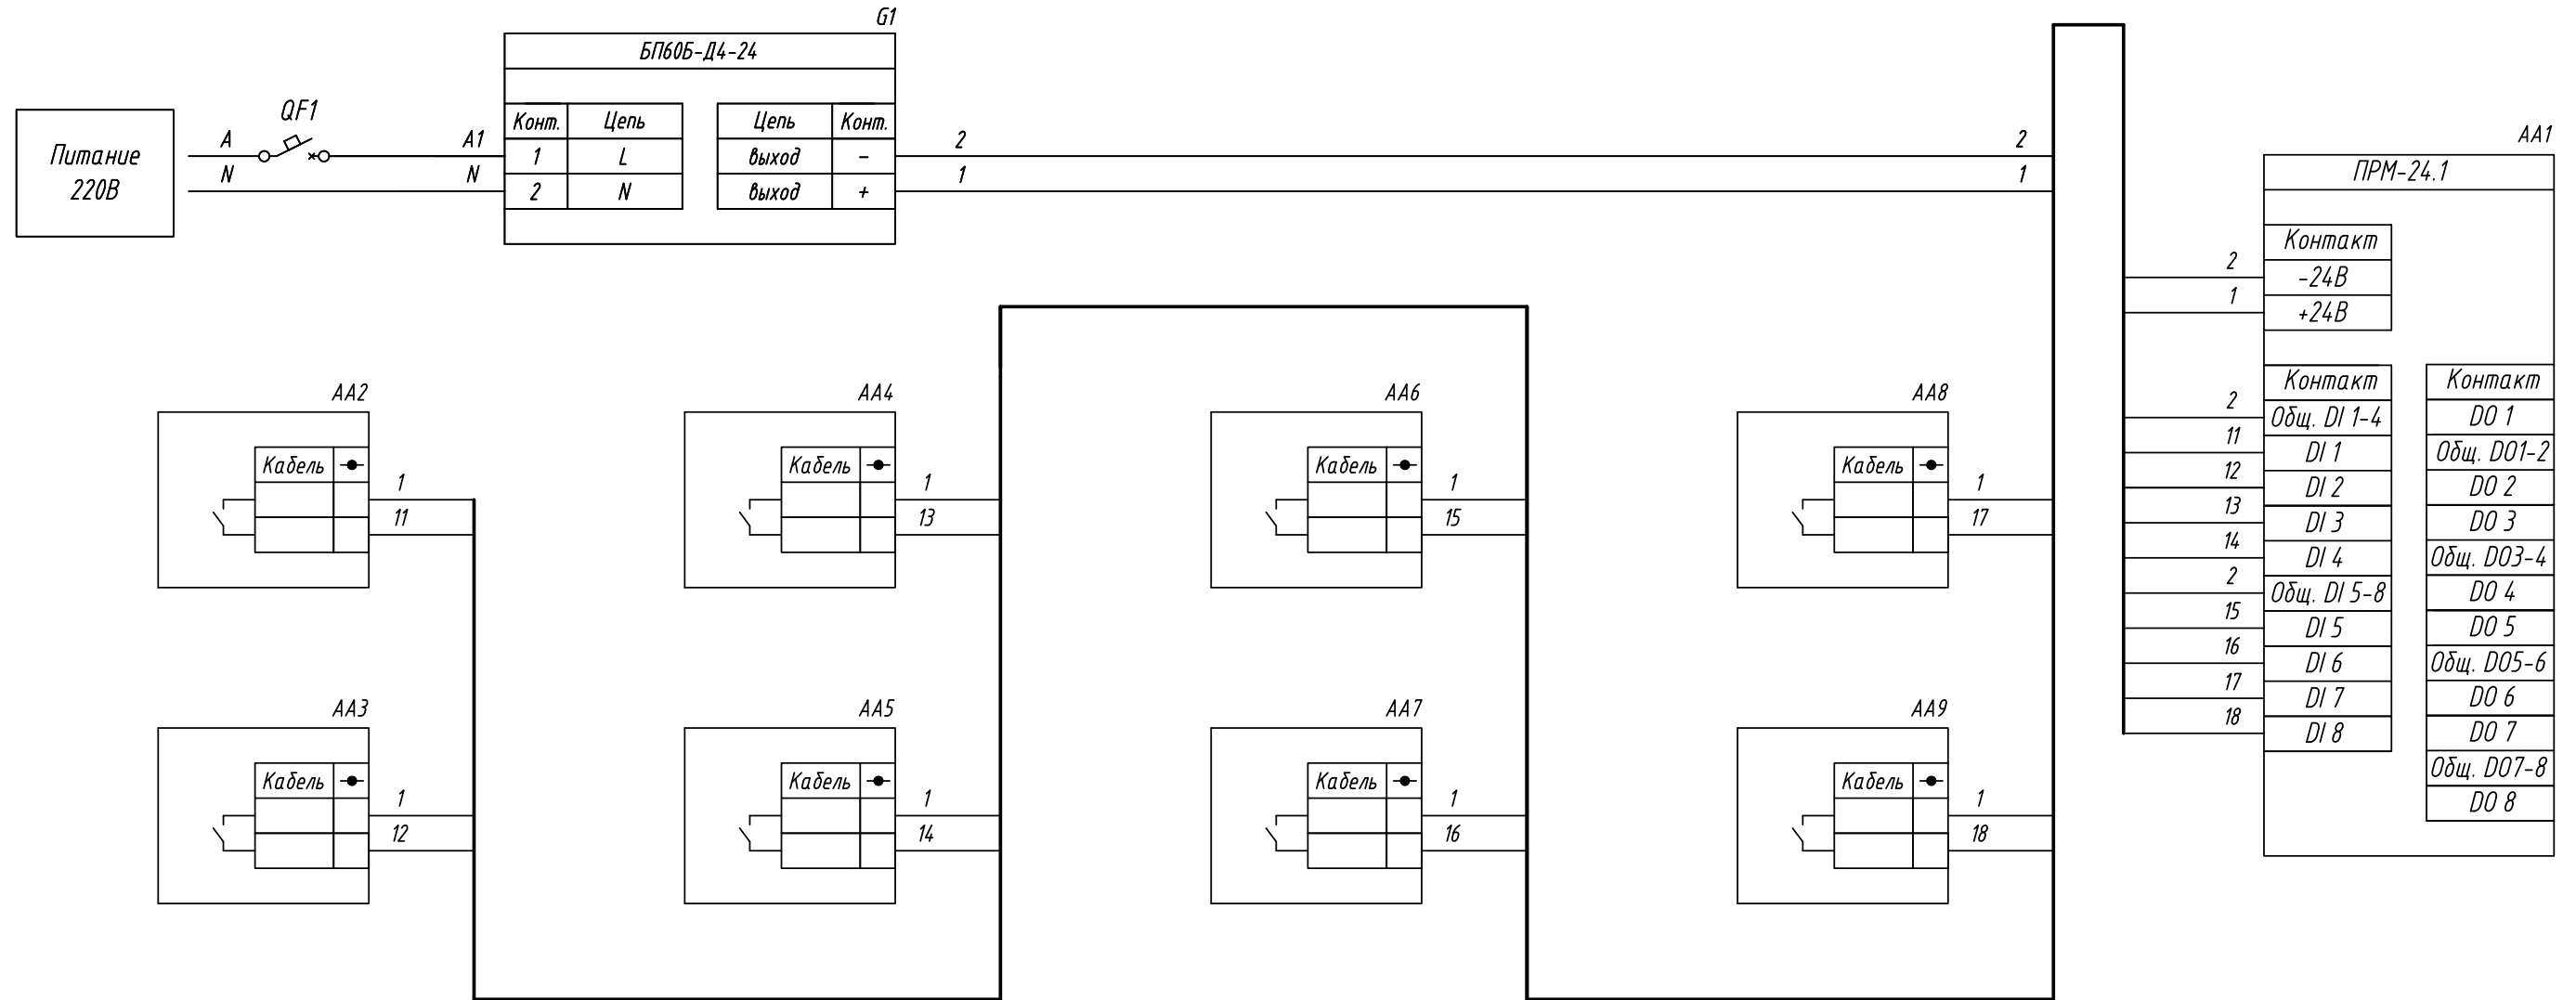 G1
БП60Б-Д4-24
Питание
220В
QF1
A
N
A1
N
Конт. Цепь
1 L
2 N
Цепь Конт.
выход -
выход +
2
1
2
1
AA1
ПРМ-24.1
Контакт
2 -24В
1 +24В
Контакт
2 Общ. DI 1-4
11 DI 1
12 DI 2
13 DI 3
14 DI 4
2 Общ. DI 5-8
15 DI 5
16 DI 6
17 DI 7
18 DI 8
Контакт
DO 1
Общ. DO1-2
DO 2
DO 3
Общ. DO3-4
DO 4
DO 5
Общ. DO5-6
DO 6
DO 7
Общ. DO7-8
DO 8
AA2
Кабель
1
11
AA4
Кабель
1
13
AA6
Кабель
1
15
AA8
Кабель
1
17
AA3
Кабель
1
12
AA5
Кабель
1
14
AA7
Кабель
1
16
AA9
Кабель
1
18